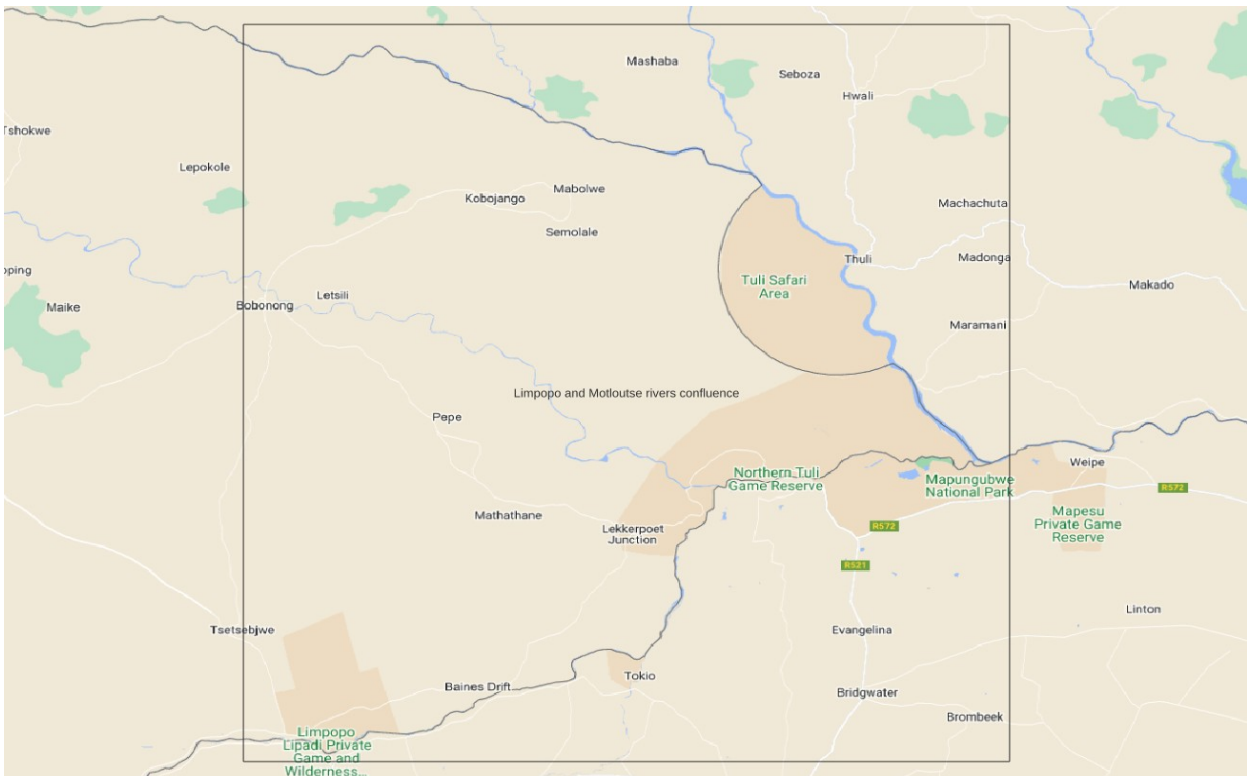 Mashaba
Seboza
Hwali
Tshokwe
Lepokole
Mabolwe
Kobojango
Machachuta
Semolale
Thuli
Madonga
oping
Tuli Safari
Area
Makado
Letsili
Maike
Bobonong
Maramani
Limpopo and Motloutse rivers confluence
Pepe
Weipe
Northern Tuli
Game Reserve
Mapungubwe
National Park
R572
Mathathane
Mapesu
Private Game
Reserve
Lekkerpoet
Junction
R572
R521
Linton
Tsetsebjwe
Evangelina
Tokio
Baines Drift
Bridgwater
Brombeek
Limpopo
Lipadi Private
Game and
Wilderness...